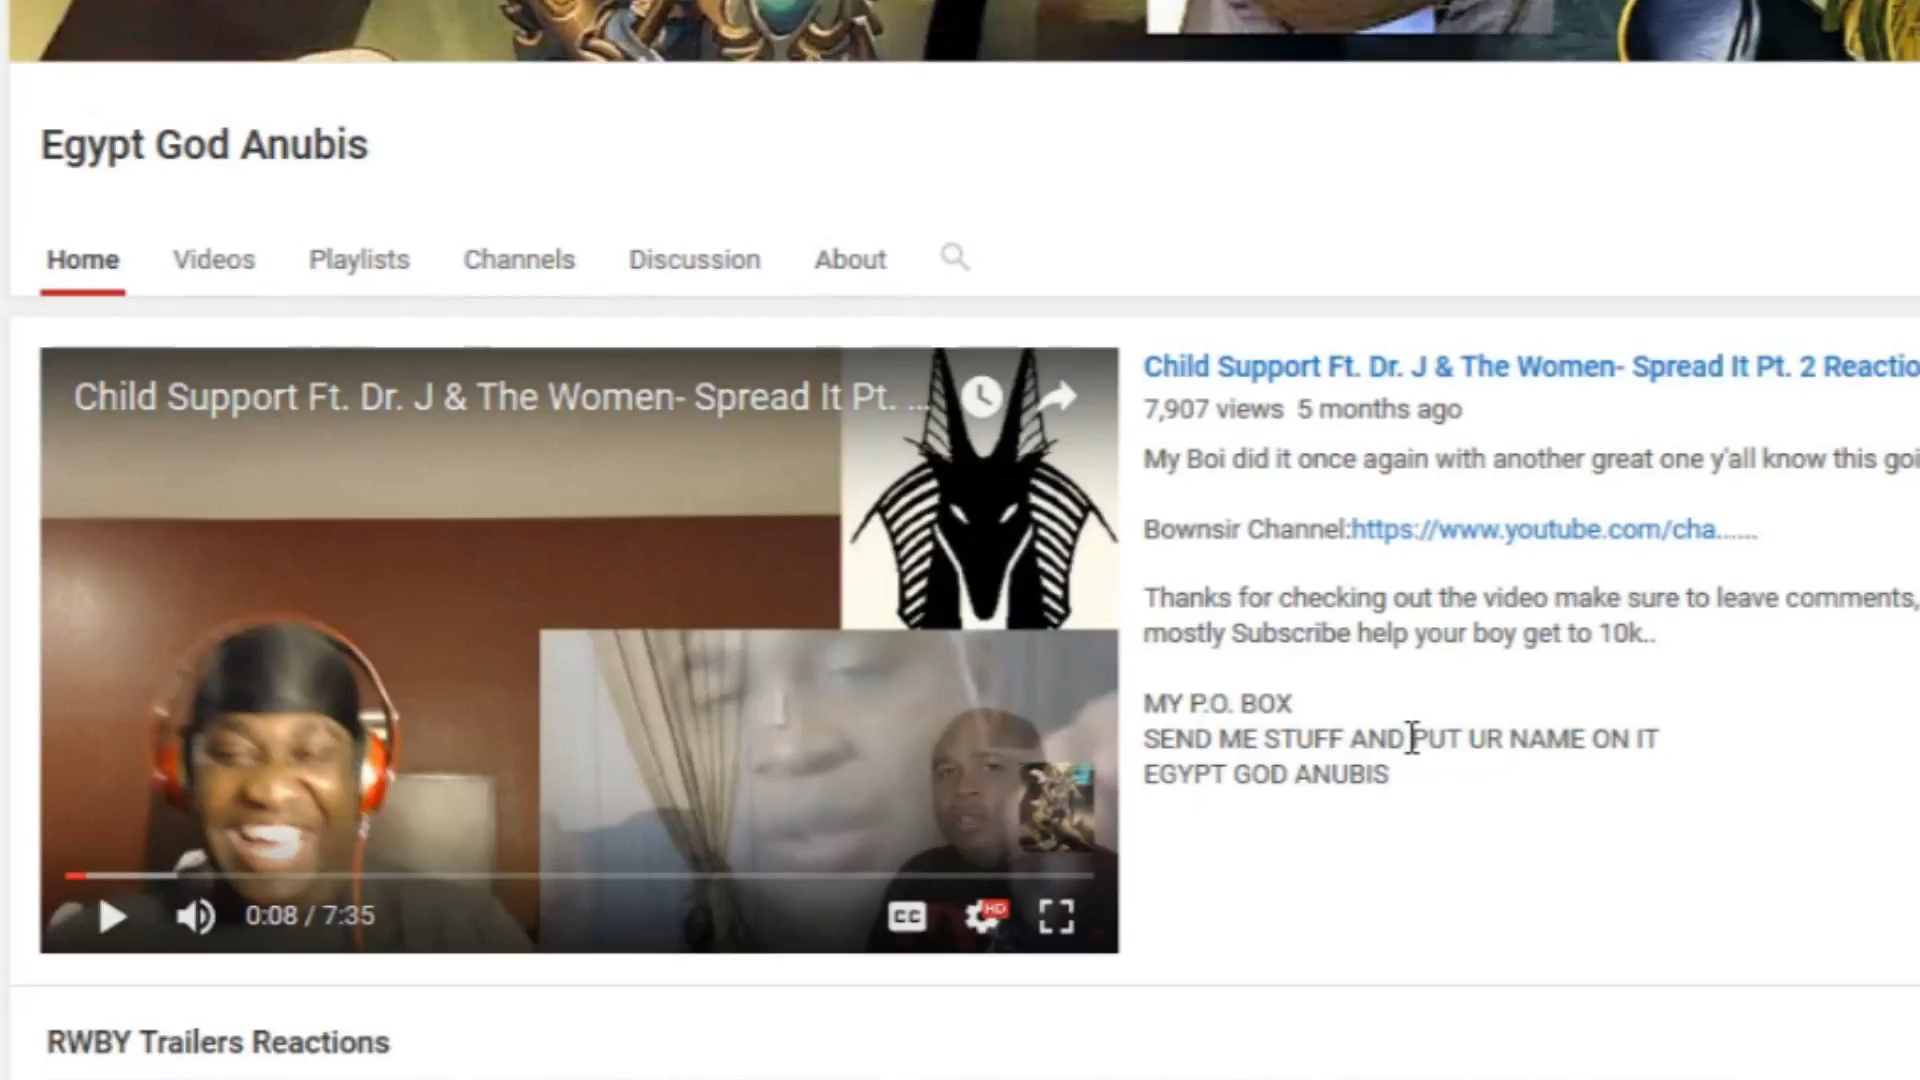 Egypt God Anubis
Home Videos Playlists Channels Discussion About
Child Support Ft. Dr. J & The Women- Spread It Pt. ...
Child Support Ft. Dr. J & The Women- Spread It Pt. 2 Reactio
7,907 views 5 months ago
My Boi did it once again with another great one y'all know this goi
Bownsir Channel:https://www.youtube.com/cha......
Thanks for checking out the video make sure to leave comments,
mostly Subscribe help your boy get to 10k..
MY P.O. BOX
SEND ME STUFF AND PUT UR NAME ON IT
EGYPT GOD ANUBIS
0:08 / 7:35
CC
HD
RWBY Trailers Reactions